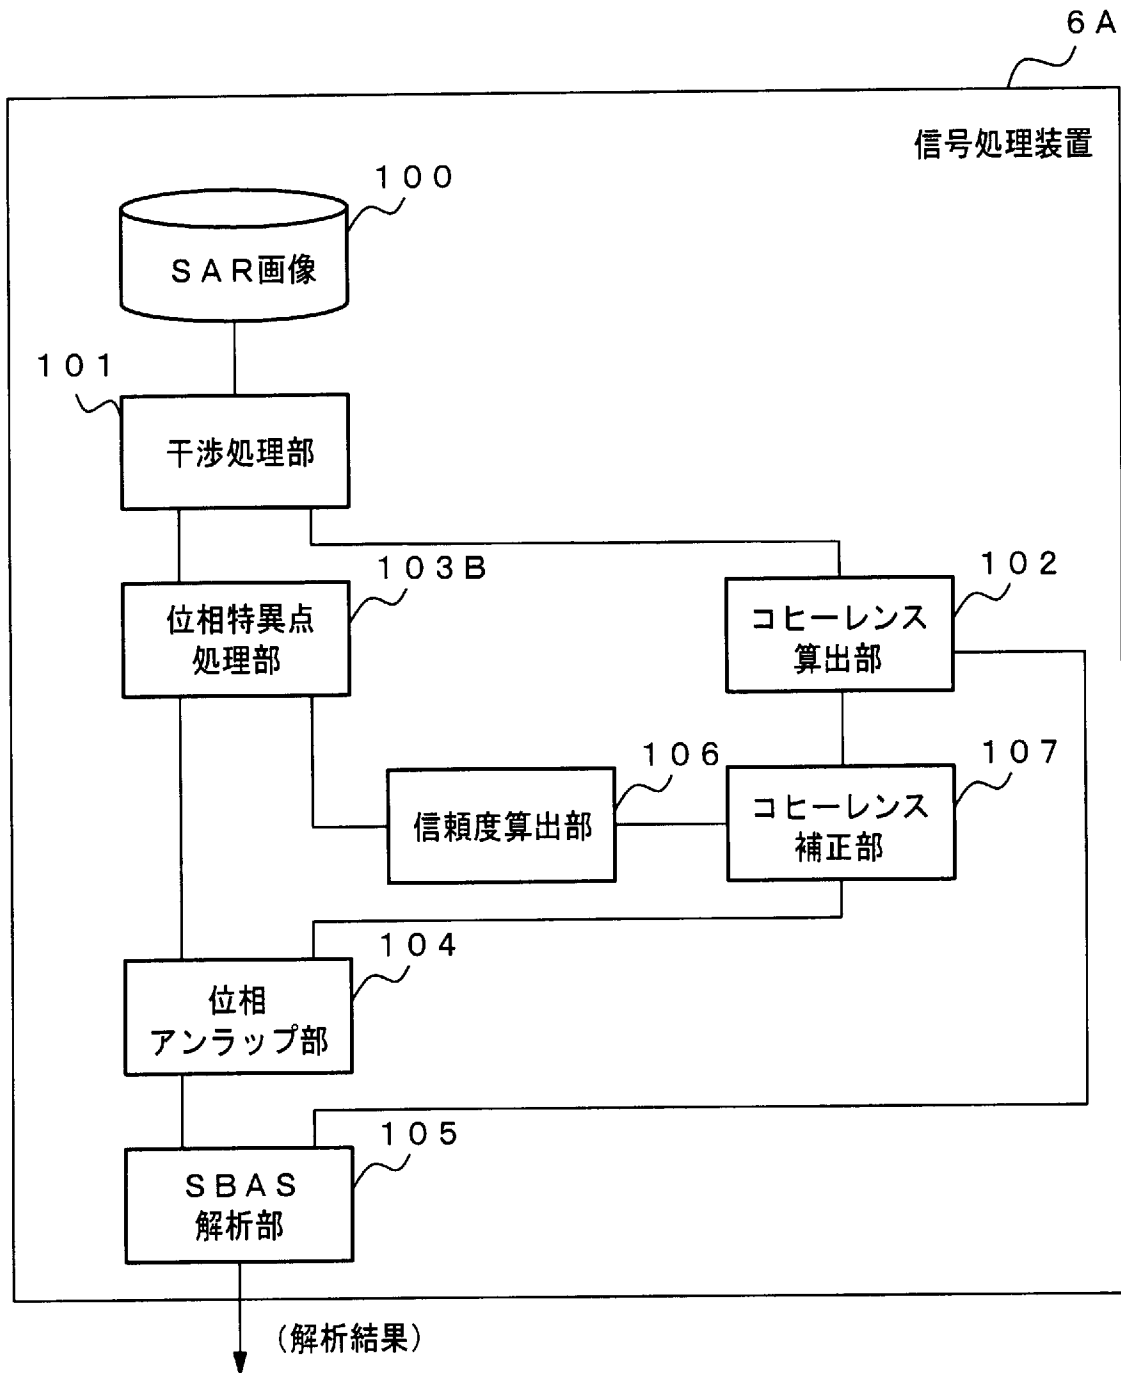 ６Ａ
信号処理装置
１００
ＳＡＲ画像
１０１
干渉処理部
１０３Ｂ
位相特異点
処理部
１０２
コヒーレンス
算出部
１０６
信頼度算出部
１０７
コヒーレンス
補正部
１０４
位相
アンラップ部
１０５
ＳＢＡＳ
解析部
(解析結果)